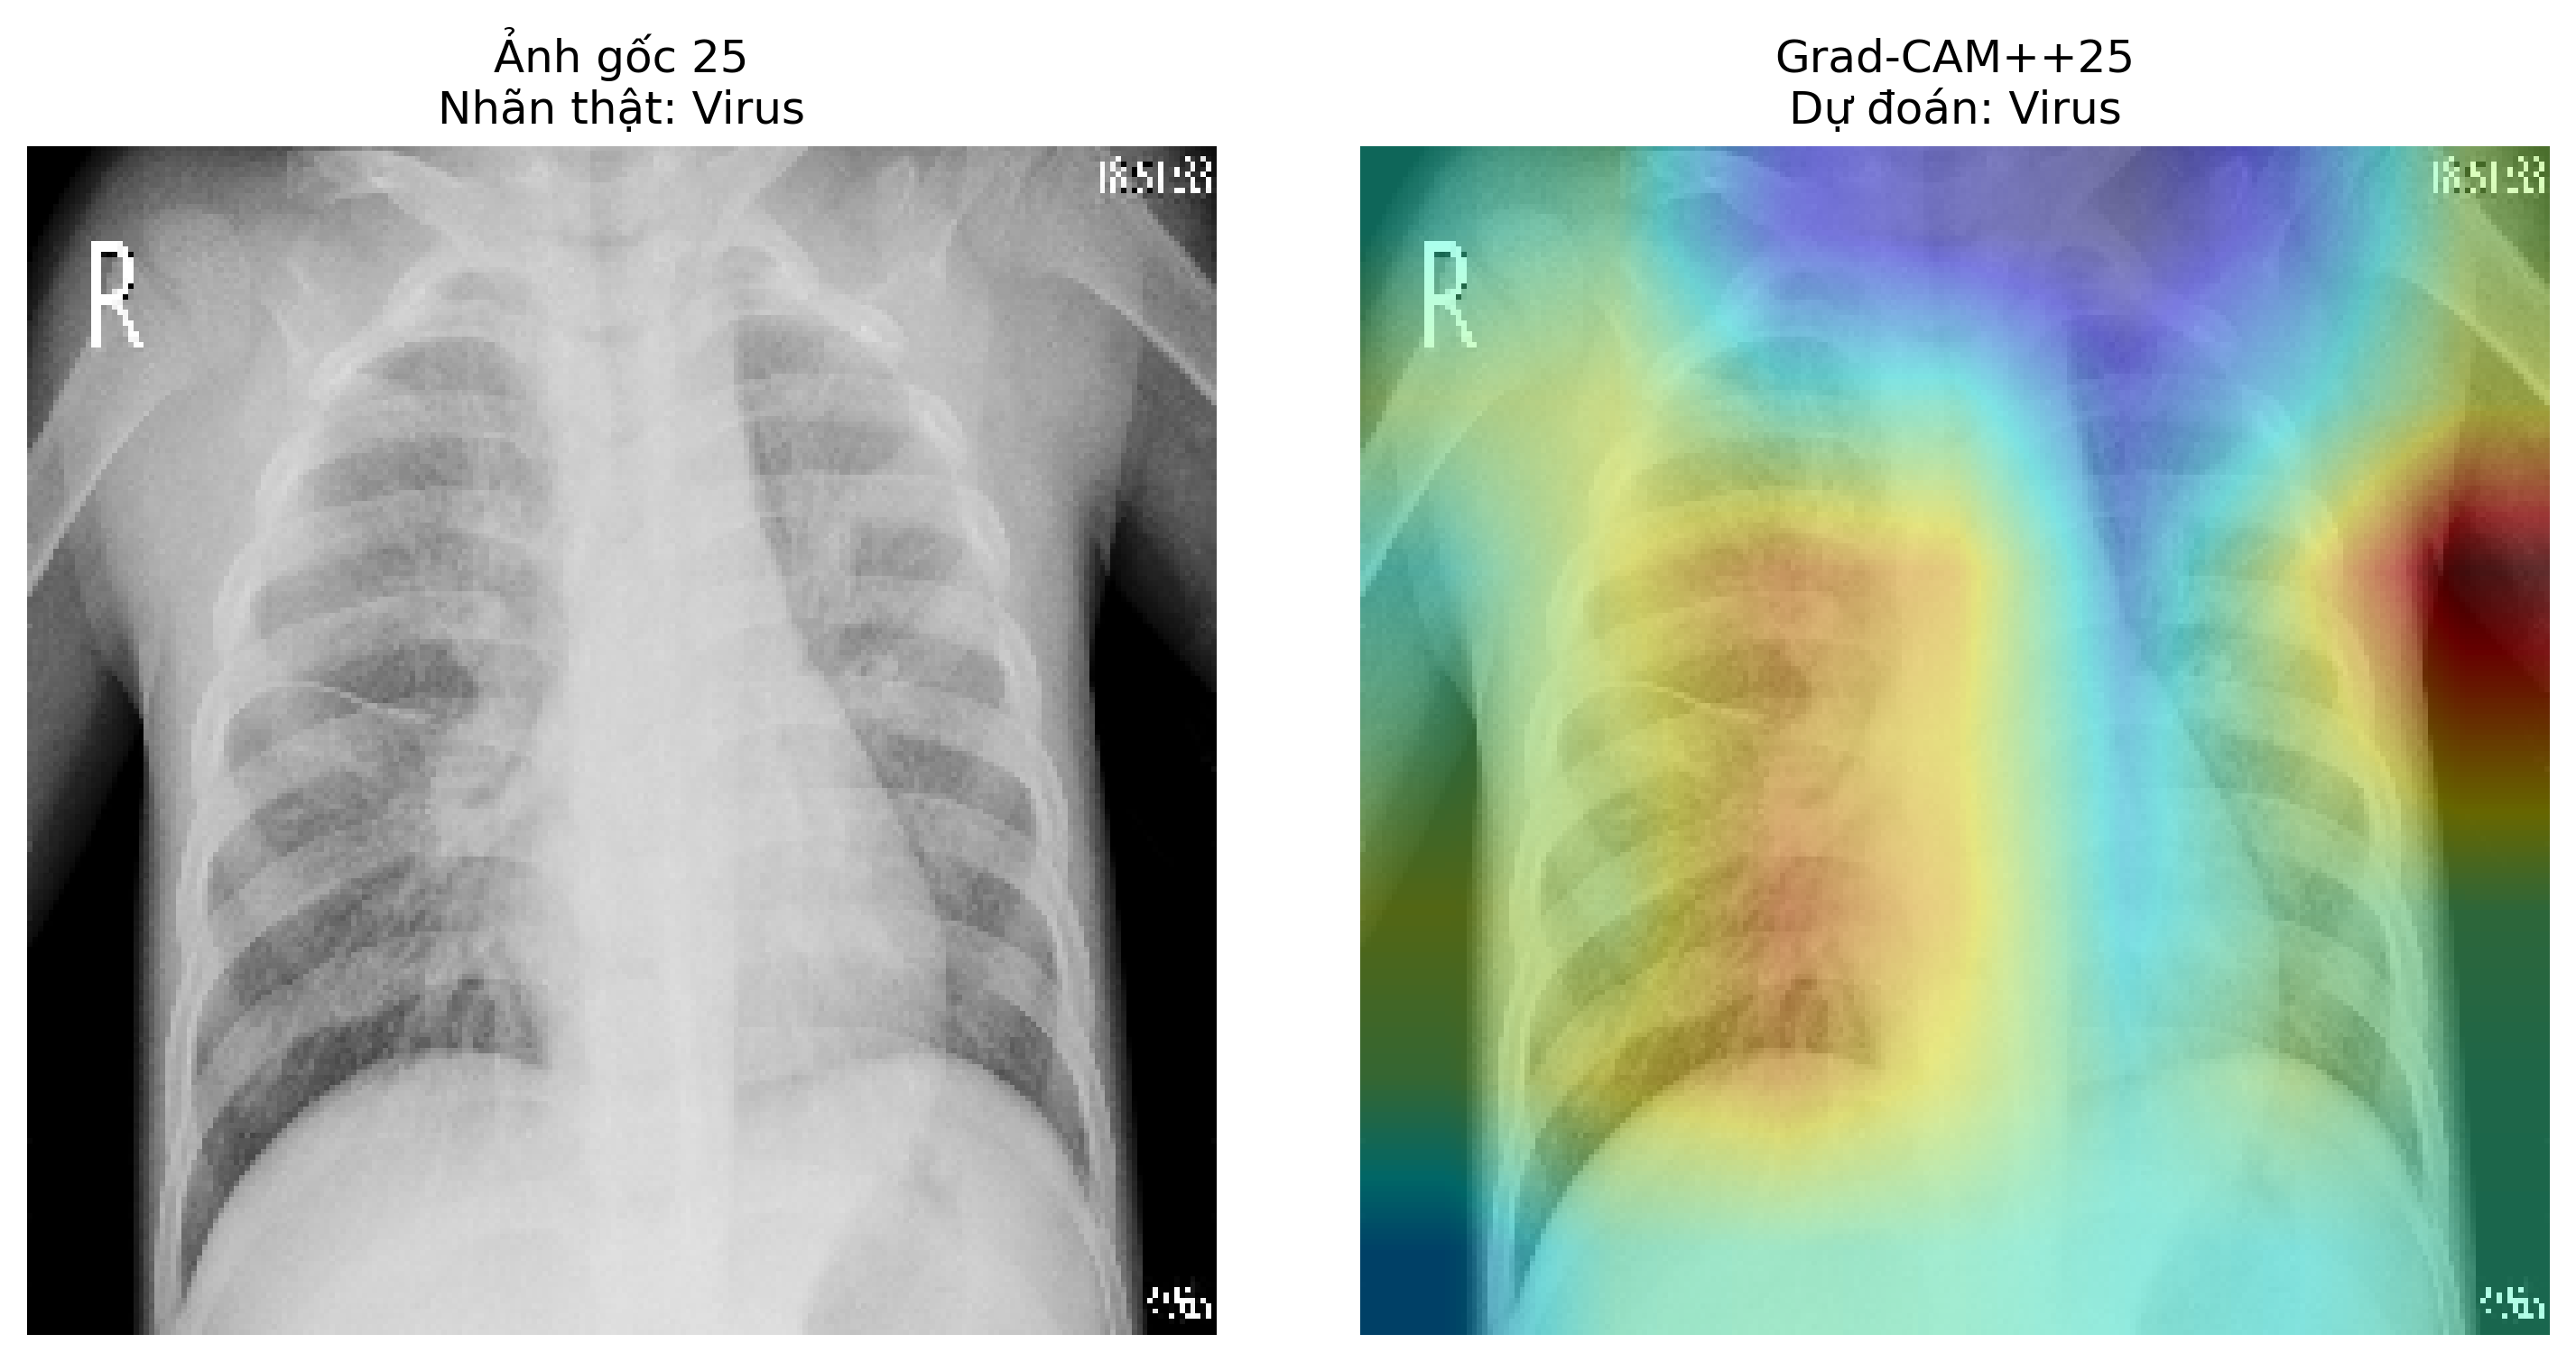 Ảnh gốc 25
Nhãn thật: Virus
R
Grad-CAM++25
Dự đoán: Virus
R